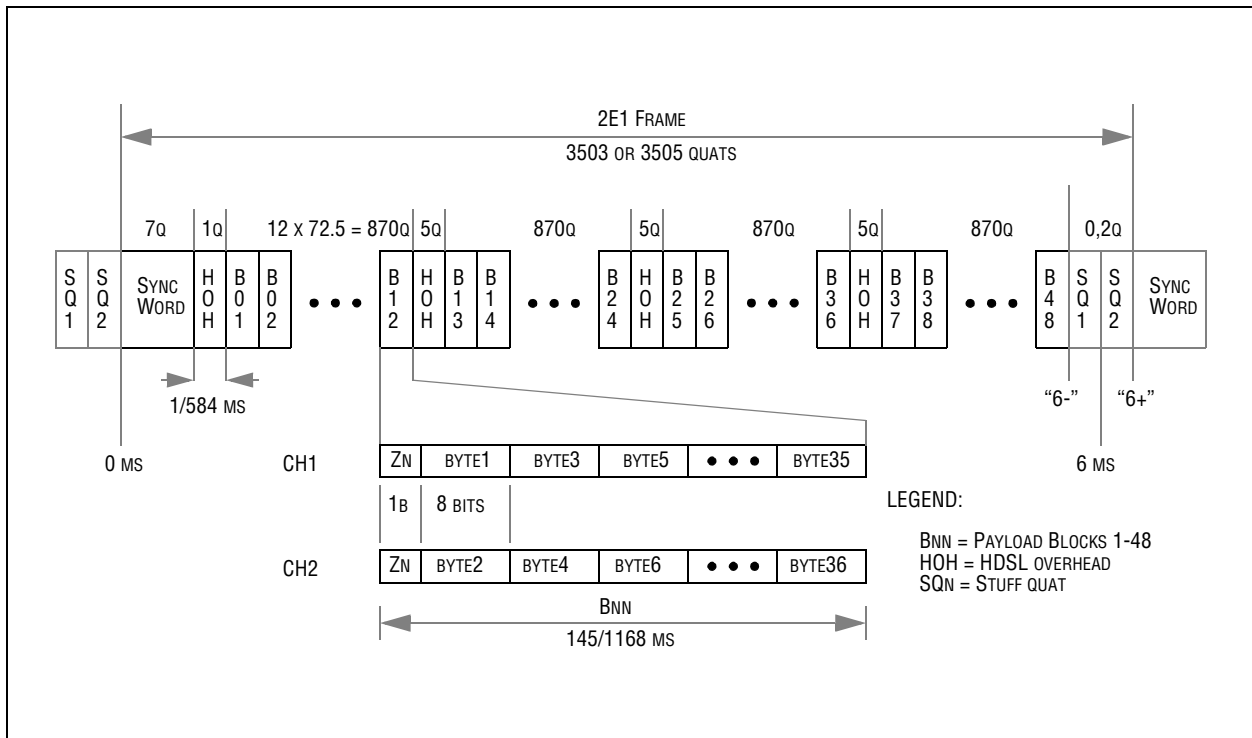 2E1 FRAME
3503 OR 3505 QUATS
7Q 1Q 12 X 72.5 = 870Q 5Q 870Q 5Q 870Q 5Q 870Q 0,2Q
SQ1 SQ2 SYNC WORD HOH B01 B02 • • • B12 HOH B13 B14 • • • B24 HOH B25 B26 • • • B36 HOH B37 B38 • • • B48 SQ1 SQ2 SYNC WORD
1/584 MS
“6-” “6+”
0 MS
6 MS
CH1 ZN BYTE1 BYTE3 BYTE5 • • • BYTE35
1B 8 BITS
CH2 ZN BYTE2 BYTE4 BYTE6 • • • BYTE36
BNN
145/1168 MS
LEGEND:
BNN = PAYLOAD BLOCKS 1-48
HOH = HDSL OVERHEAD
SQN = STUFF QUAT